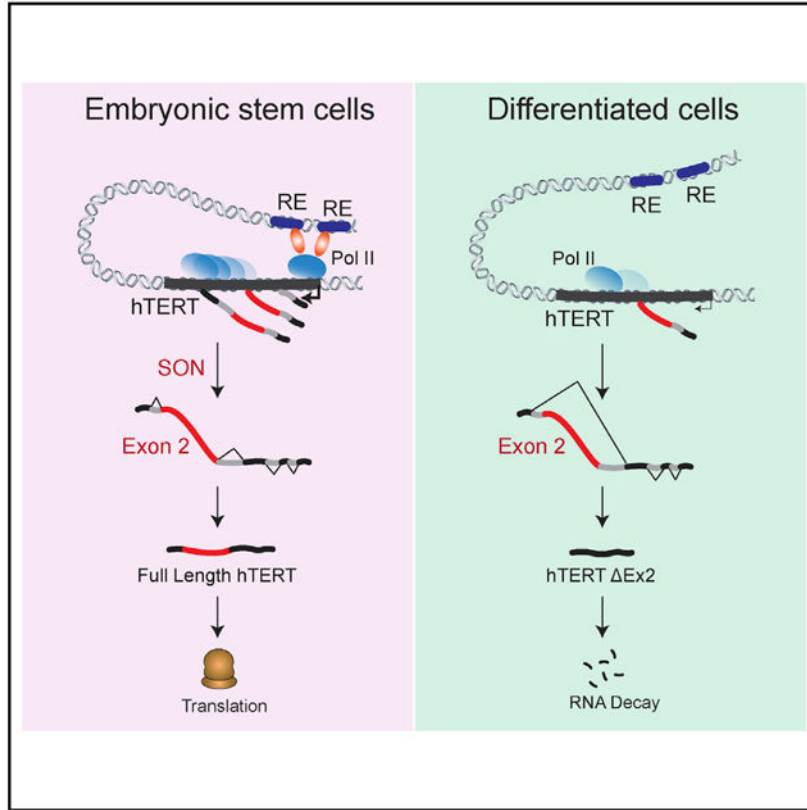 Embryonic stem cells
RE
RE
Pol II
hTERT
SON
Exon 2
Full Length hTERT
Translation
Differentiated cells
RE
RE
Pol II
hTERT
Exon 2
hTERT ΔEx2
RNA Decay